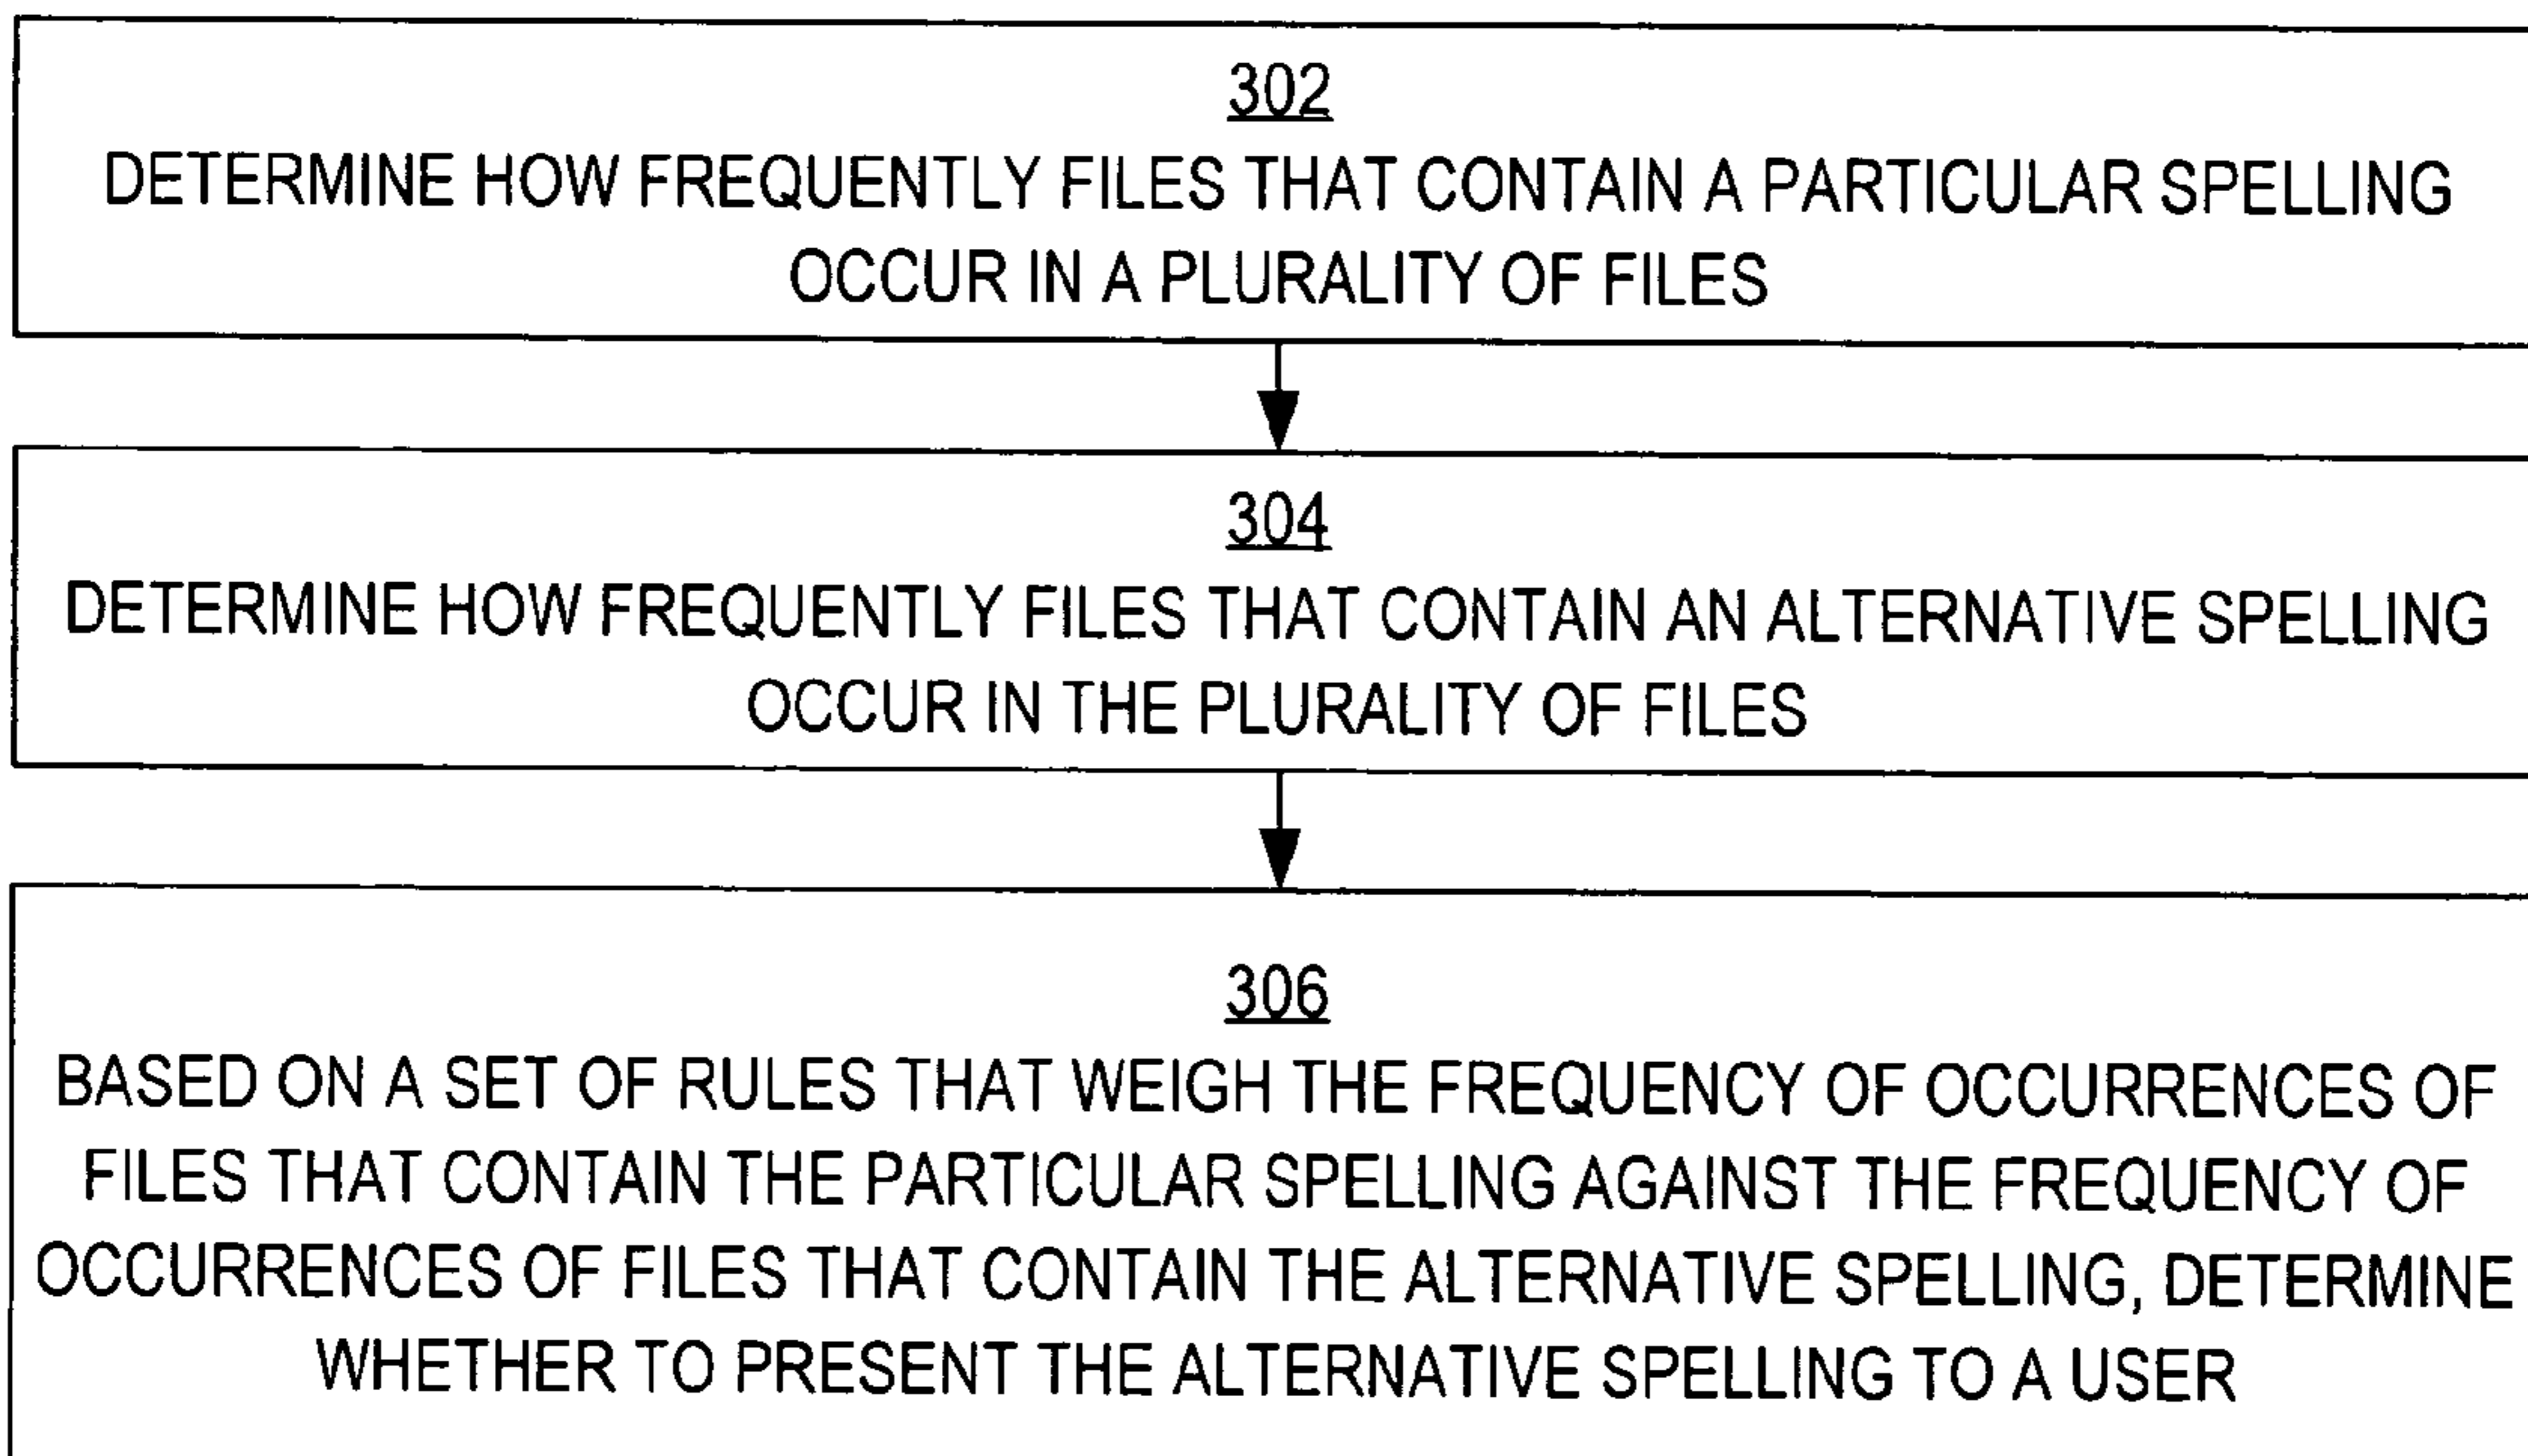 302
DETERMINE HOW FREQUENTLY FILES THAT CONTAIN A PARTICULAR SPELLING
OCCUR IN A PLURALITY OF FILES
304
DETERMINE HOW FREQUENTLY FILES THAT CONTAIN AN ALTERNATIVE SPELLING
OCCUR IN THE PLURALITY OF FILES
306
BASED ON A SET OF RULES THAT WEIGH THE FREQUENCY OF OCCURRENCES OF
FILES THAT CONTAIN THE PARTICULAR SPELLING AGAINST THE FREQUENCY OF
OCCURRENCES OF FILES THAT CONTAIN THE ALTERNATIVE SPELLING, DETERMINE
WHETHER TO PRESENT THE ALTERNATIVE SPELLING TO A USER